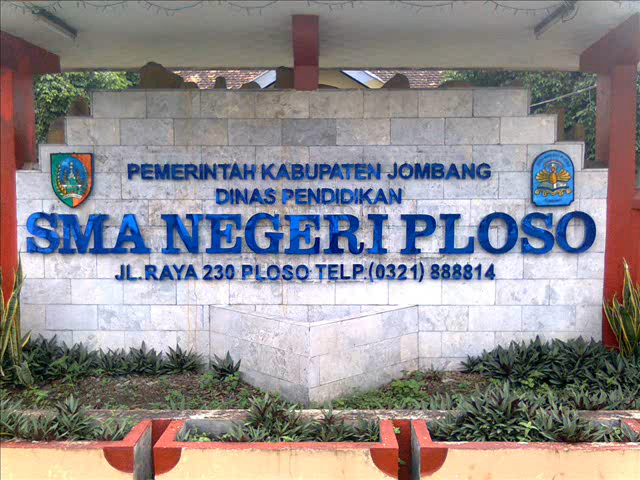 PEMERINTAH KABUPATEN JOMBANG
DINAS PENDIDIKAN
SMA NEGERI PLOSO
JL. RAYA 230 PLOSO TELP.(0321) 888814